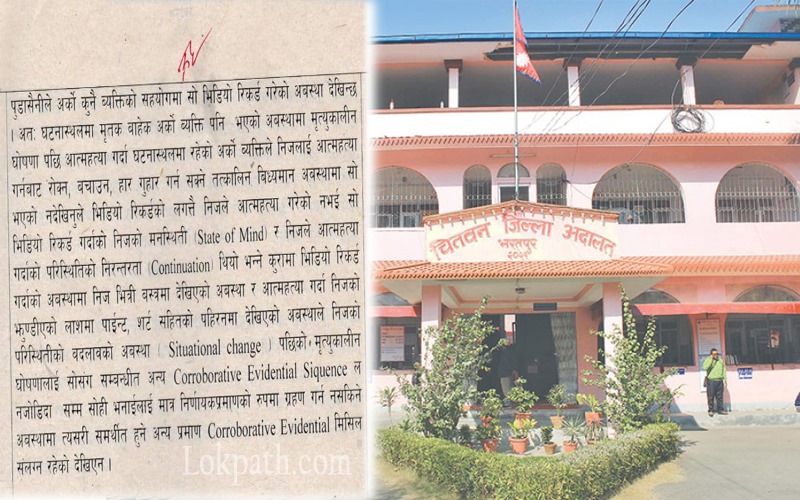 पुडासैनीले अर्को कुनै व्यक्तिको सहयोगमा सो भिडियो रिकर्ड गरेको अवस्था देखिन्छ
। अतः घटनास्थलमा मृतक बाहेक अर्को व्यक्ति पनि भएको अवस्थामा मृत्युकालीन
घोषणा पछि आत्महत्या गर्दा घटनास्थलमा रहेको अर्को व्यक्तिले निजलाई आत्महत्या
गर्नबाट रोक्न, बचाउन, हार गुहार गर्न सक्ने तत्कालिन विध्यमान अवस्थामा सो
भएको नदेखिनुले भिडियो रिकर्डको लगत्तै निजले आत्महत्या गरेको नभई सो
भिडियो रिकर्ड गर्दाको निजको मनस्थिती (State of Mind) र निजले आत्महत्या
गर्दाको परिस्थितिको निरन्तरता (Continuation) थियो भन्ने कुरामा भिडियो रिकर्ड
गर्दाको अवस्थामा निज भित्री वस्त्रमा देखिएको अवस्था र आत्महत्या गर्दा निजको
झुण्डीएको लाशमा पाईन्ट, शर्ट सहितको पहिरनमा देखिएको अवस्थाले निजको
परिस्थितीको बदलावको अवस्था ( Situational change ) पछिको मृत्युकालीन
घोषणालाई सोसंग सम्वन्धीत अन्य Corroborative Evidential Siquence ल
नजोडिदा सम्म सोही भनाईलाई मात्र निर्णायकप्रमाणको रुपमा ग्रहण गर्न नसकिने
अवस्थामा त्यसरी समर्थीत हुने अन्य प्रमाण Corroborative Evidential मिसिल
संलग्न रहेको देखिएन ।
Lokpath.com
चितवन जिल्ला अदालत
भरतपुर